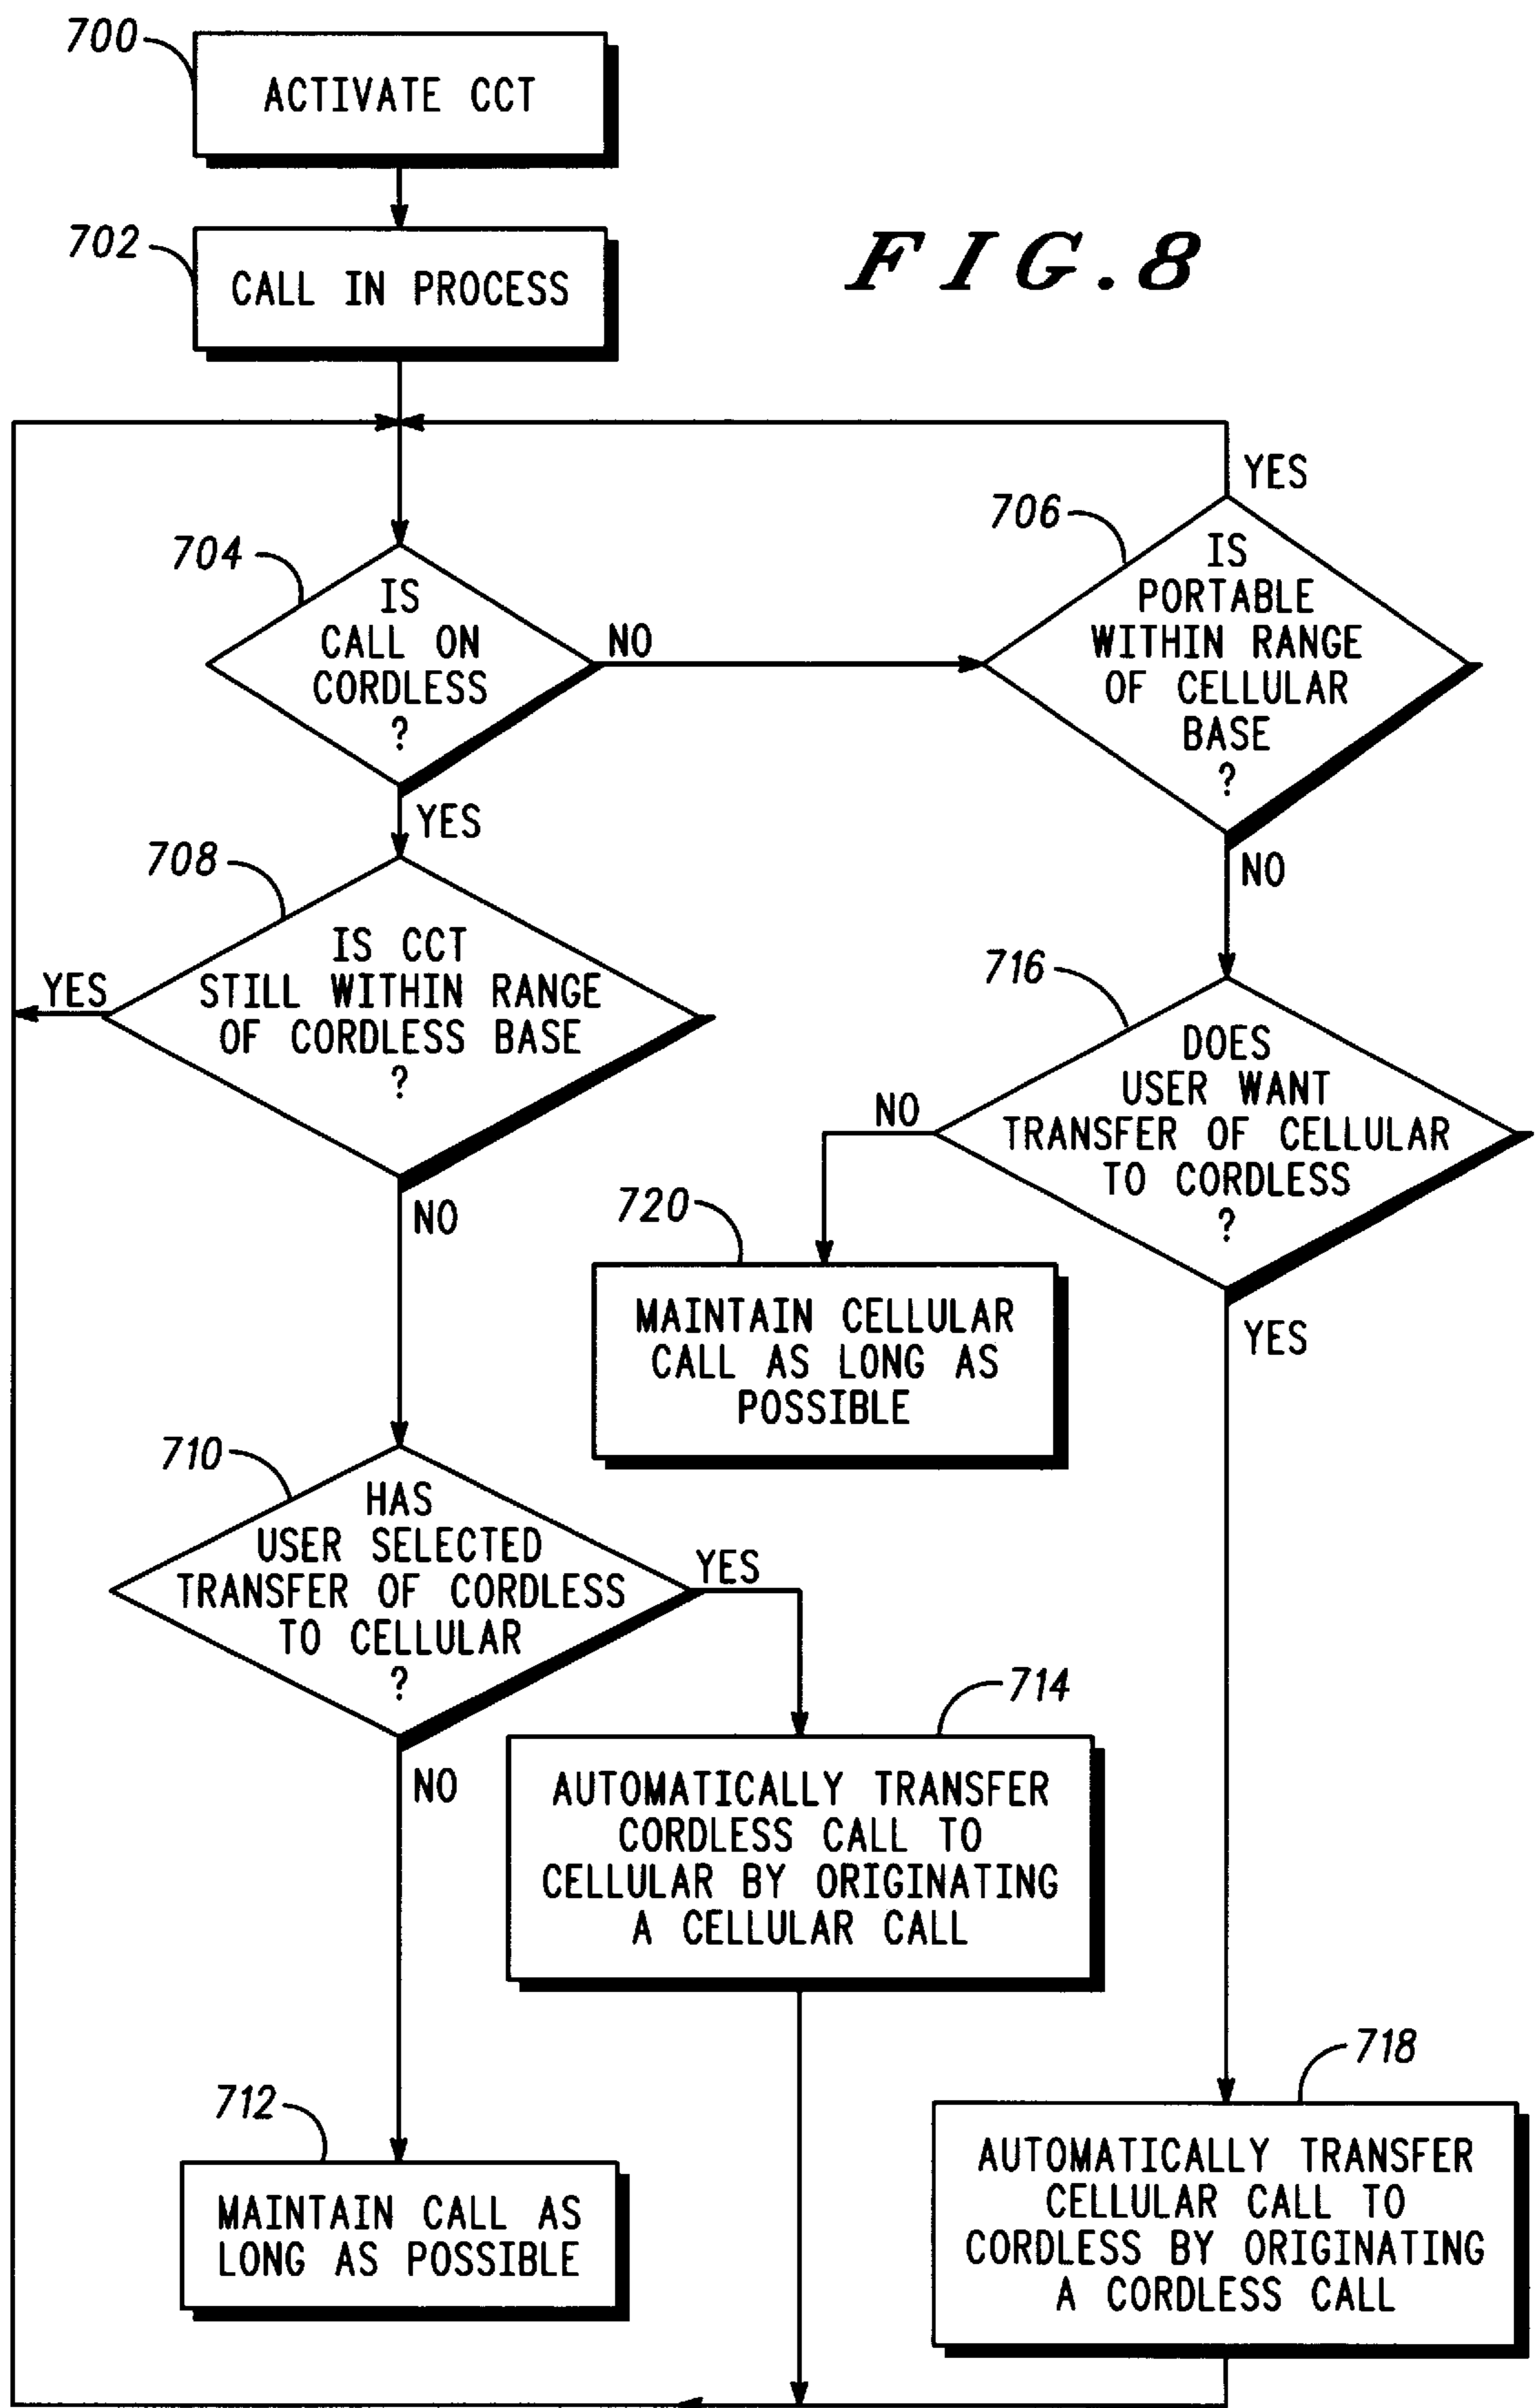 700
ACTIVATE CCT
702
CALL IN PROCESS
FIG.8
YES
706
IS
PORTABLE
WITHIN RANGE
OF CELLULAR
BASE
?
704
IS
CALL ON
CORDLESS
?
NO
YES
NO
708
IS CCT
STILL WITHIN RANGE
OF CORDLESS BASE
?
YES
NO
716
DOES
USER WANT
TRANSFER OF CELLULAR
TO CORDLESS
?
NO
YES
720
MAINTAIN CELLULAR
CALL AS LONG AS
POSSIBLE
710
HAS
USER SELECTED
TRANSFER OF CORDLESS
TO CELLULAR
?
YES
NO
714
AUTOMATICALLY TRANSFER
CORDLESS CALL TO
CELLULAR BY ORIGINATING
A CELLULAR CALL
712
MAINTAIN CALL AS
LONG AS POSSIBLE
718
AUTOMATICALLY TRANSFER
CELLULAR CALL TO
CORDLESS BY ORIGINATING
A CORDLESS CALL